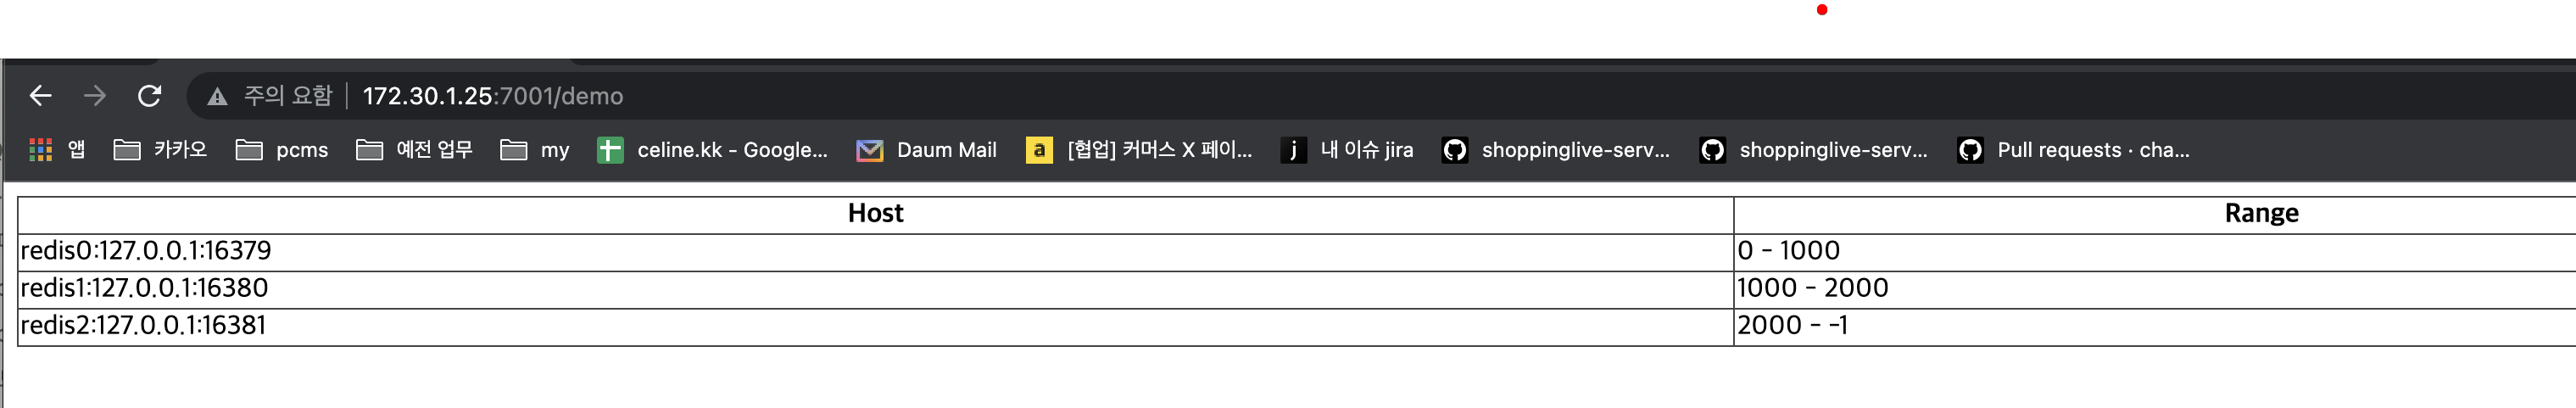 주의 요함 172.30.1.25:7001/demo
앱 카카오 pcms 예전 업무 my celine.kk - Google... Daum Mail a [협업] 커머스 X 페이... j 내 이슈 jira shoppinglive-serv... shoppinglive-serv... Pull requests · cha...
Host Range
redis0:127.0.0.1:16379 0 - 1000
redis1:127.0.0.1:16380 1000 - 2000
redis2:127.0.0.1:16381 2000 - -1